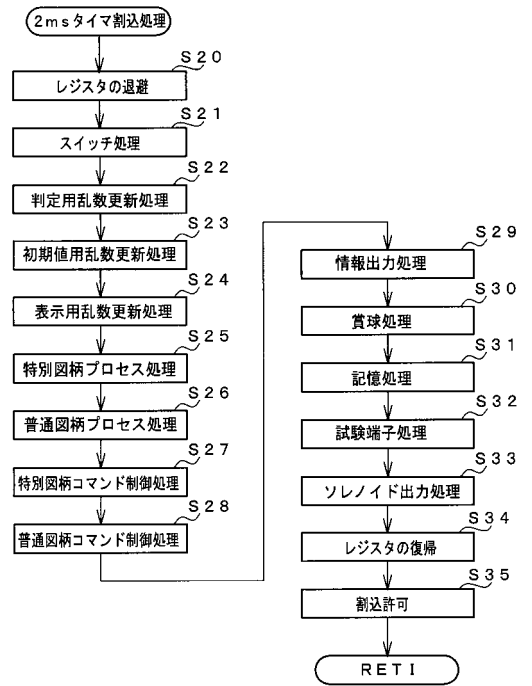 2msタイマ割込処理
S20
レジスタの退避
S21
スイッチ処理
S22
判定用乱数更新処理
S23
初期値用乱数更新処理
S24
表示用乱数更新処理
S25
特別図柄プロセス処理
S26
普通図柄プロセス処理
S27
特別図柄コマンド制御処理
S28
普通図柄コマンド制御処理
S29
情報出力処理
S30
賞球処理
S31
記憶処理
S32
試験端子処理
S33
ソレノイド出力処理
S34
レジスタの復帰
S35
割込許可
RETI